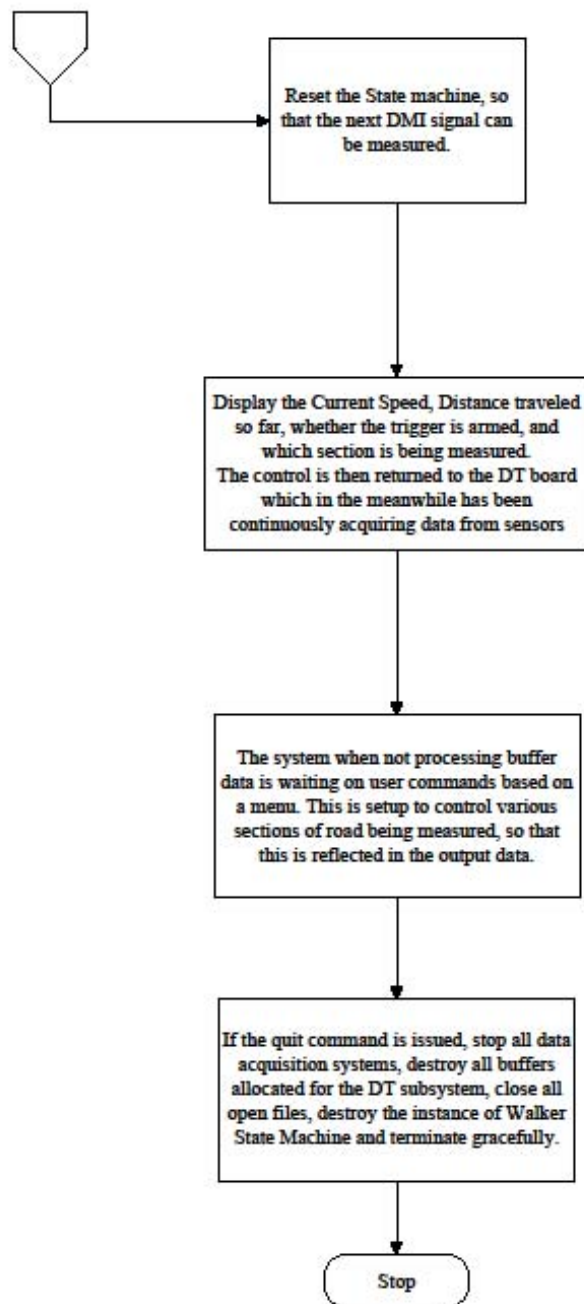 Reset the State machine, so
that the next DMI signal can
be measured.
Display the Current Speed, Distance traveled
so far, whether the trigger is armed, and
which section is being measured.
The control is then returned to the DT board
which in the meanwhile has been
continuously acquiring data from sensors
The system when not processing buffer
data is waiting on user commands based on
a menu. This is setup to control various
sections of road being measured, so that
this is reflected in the output data.
If the quit command is issued, stop all data
acquisition systems, destroy all buffers
allocated for the DT subsystem, close all
open files, destroy the instance of Walker
State Machine and terminate gracefully.
Stop